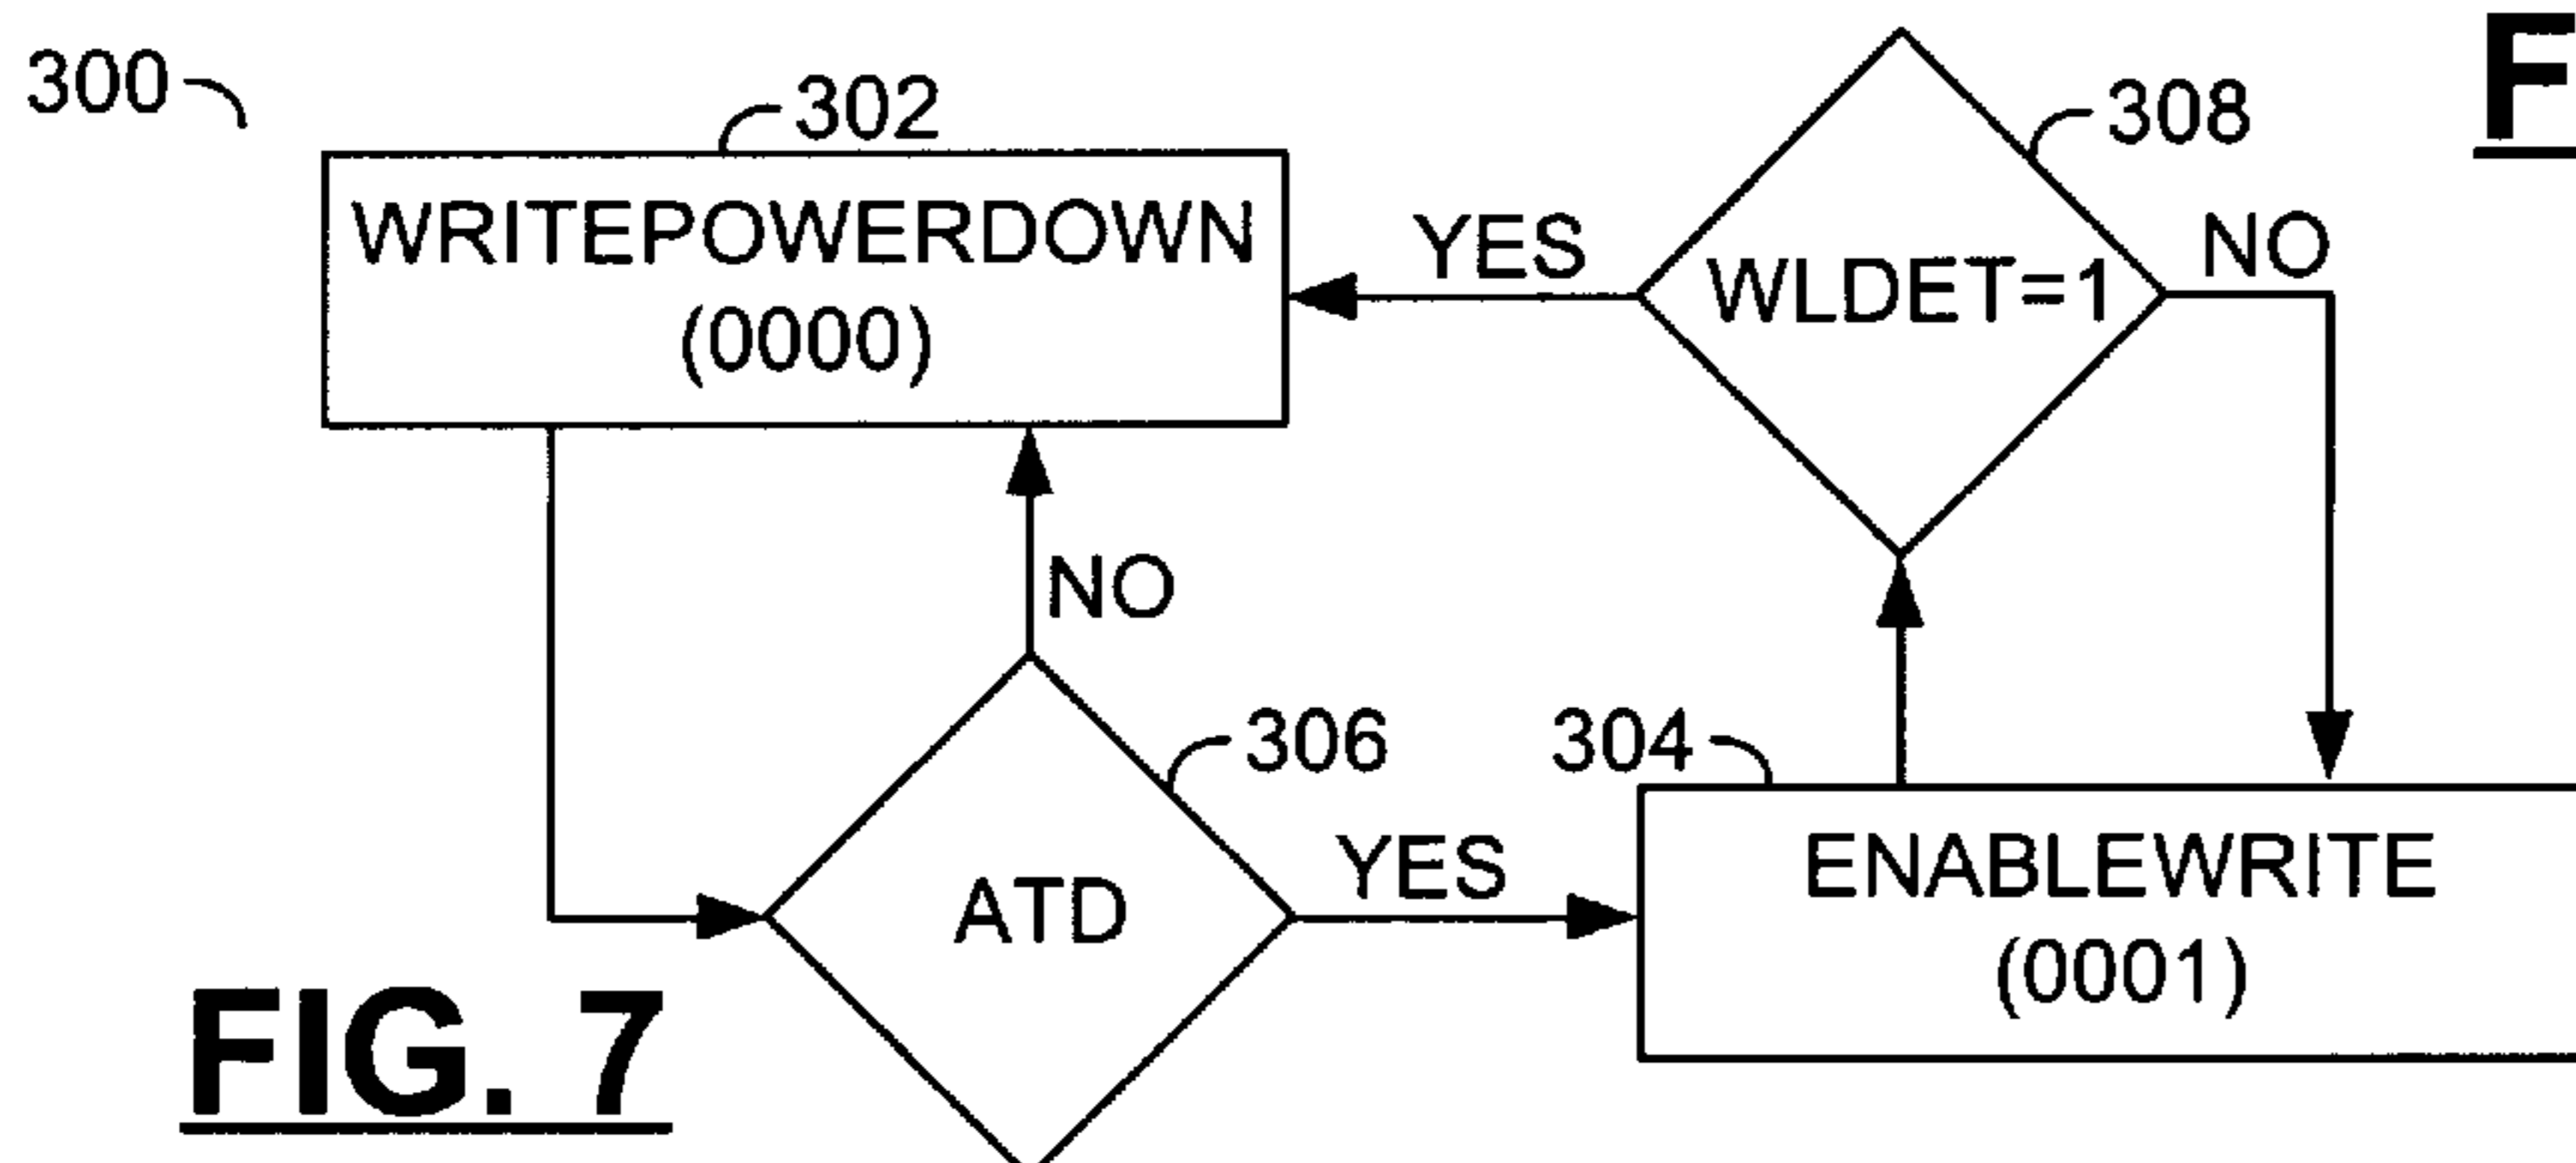 300
302
WRITEPOWERDOWN
(0000)
YES
308
WLDET=1
NO
F
NO
306
ATD
YES
304
ENABLEWRITE
(0001)
FIG. 7